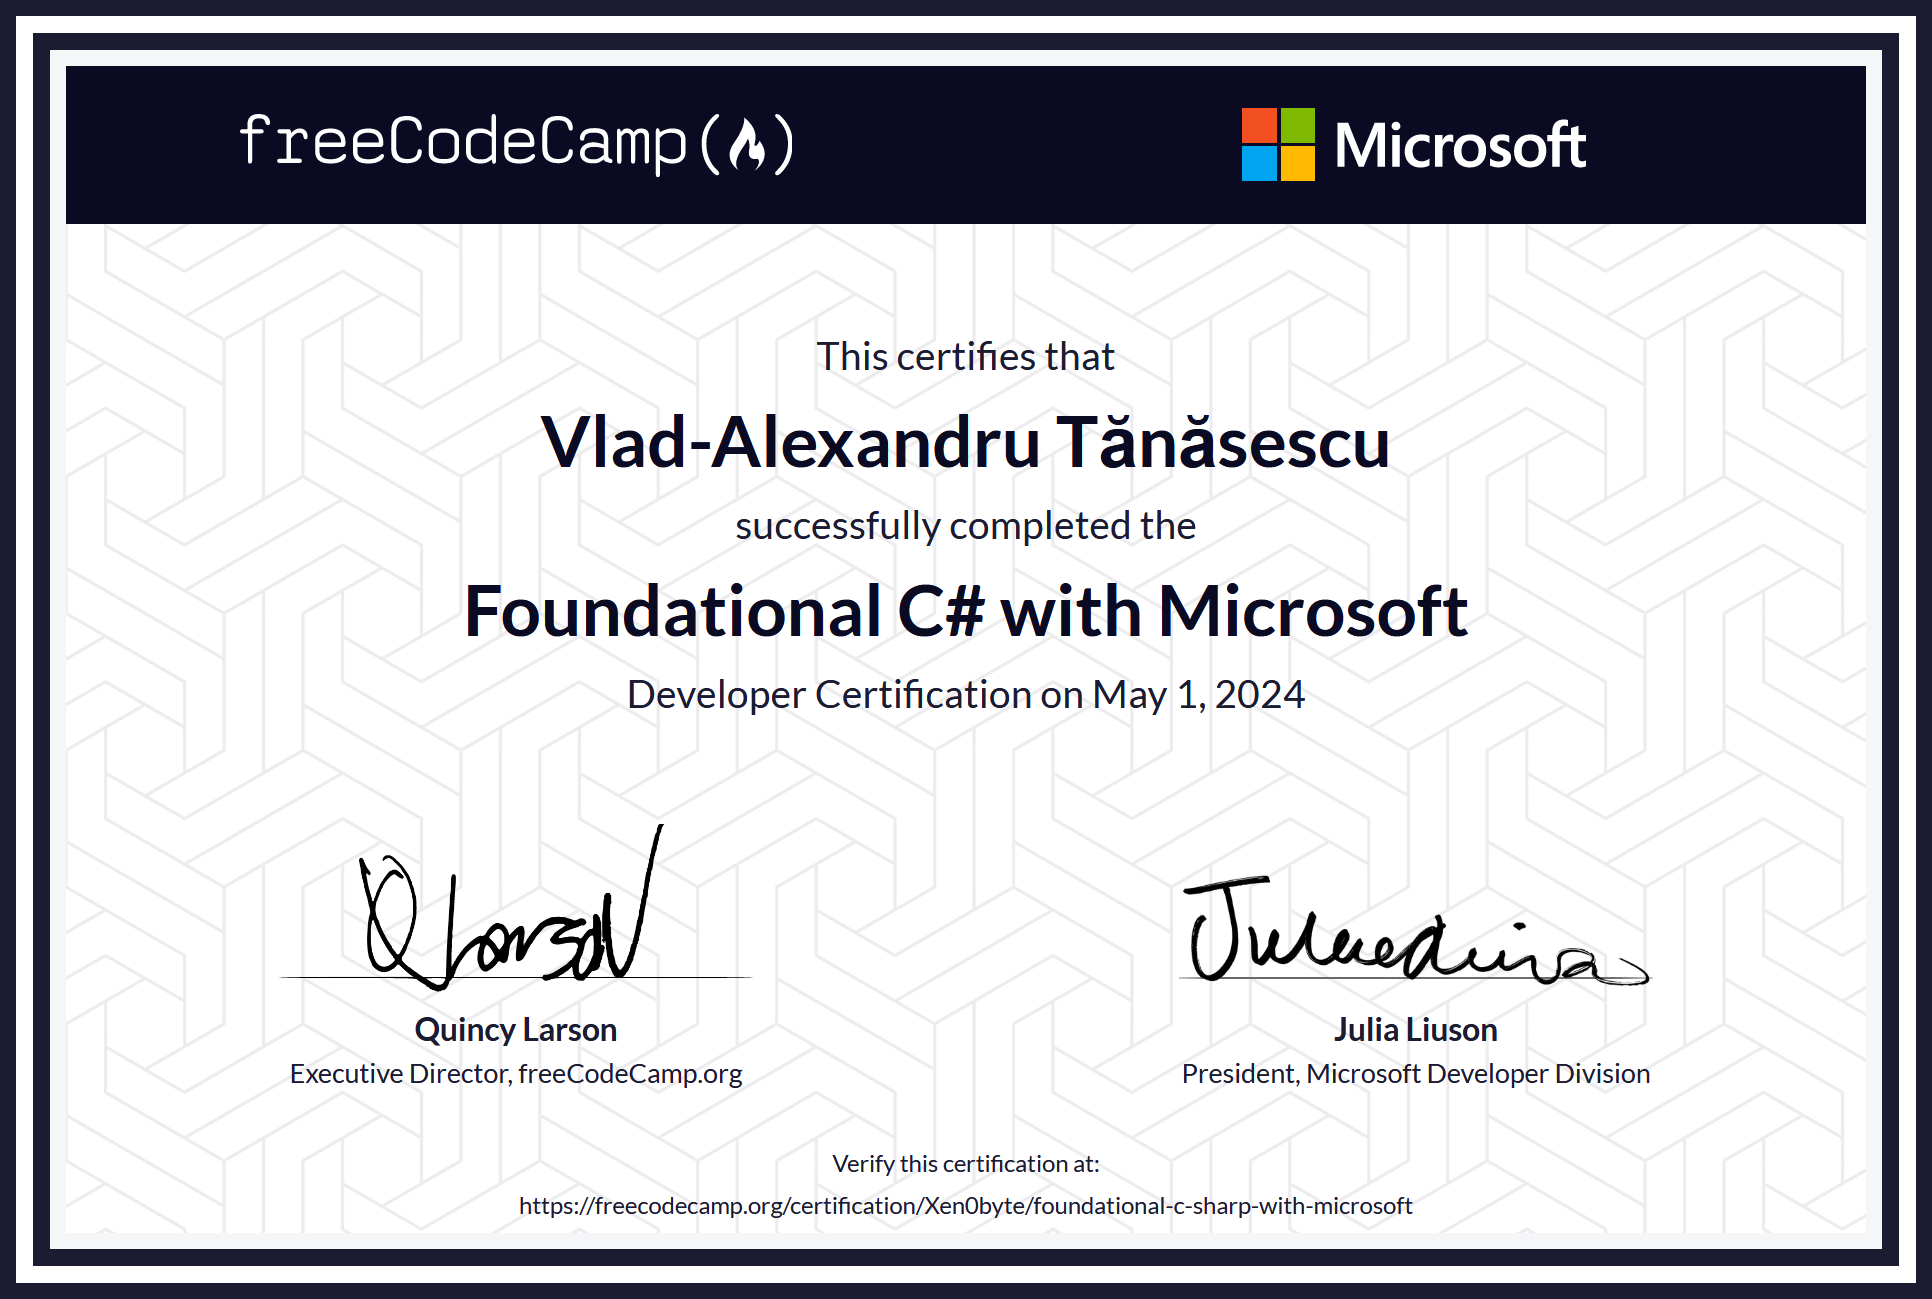 freeCodeCamp(🔥)
Microsoft
This certifies that
Vlad-Alexandru Tănăsescu
successfully completed the
Foundational C# with Microsoft
Developer Certification on May 1, 2024
Quincy Larson
Executive Director, freeCodeCamp.org
Julia Liuson
President, Microsoft Developer Division
Verify this certification at:
https://freecodecamp.org/certification/Xen0byte/foundational-c-sharp-with-microsoft